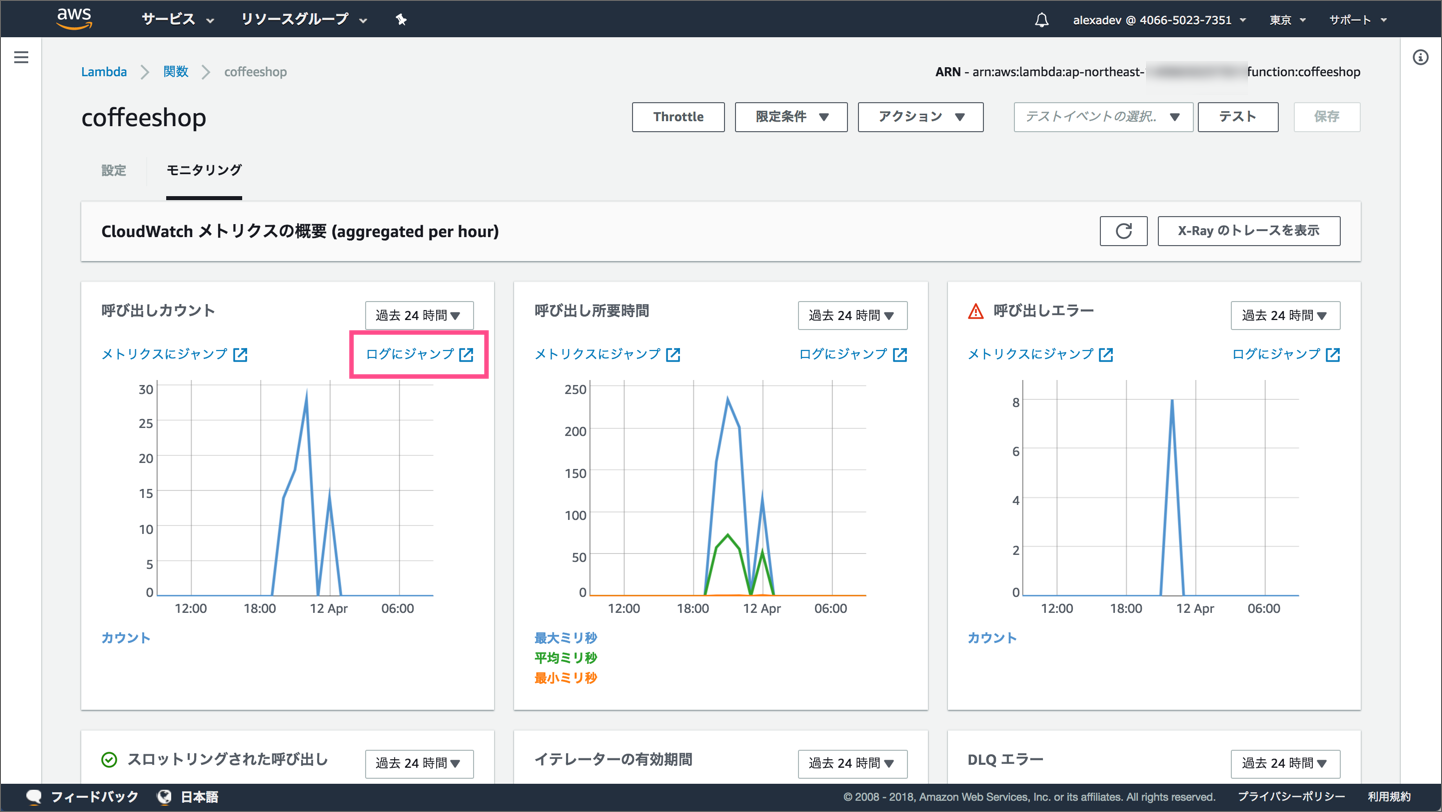 aws サービス リソースグループ alexadev @ 4066-5023-7351 東京 サポート
Lambda 関数 coffeeshop
ARN - arn:aws:lambda:ap-northeast- function:coffeeshop
coffeeshop
Throttle 限定条件 ▼ アクション ▼ テストイベントの選択.. ▼ テスト 保存
設定 モニタリング
CloudWatch メトリクスの概要 (aggregated per hour)
X-Ray のトレースを表示
呼び出しカウント
過去 24 時間▼
メトリクスにジャンプ ログにジャンプ
30
25
20
15
10
5
0
12:00 18:00 12 Apr 06:00
カウント
呼び出し所要時間
過去 24 時間▼
メトリクスにジャンプ ログにジャンプ
250
200
150
100
50
0
12:00 18:00 12 Apr 06:00
最大ミリ秒
平均ミリ秒
最小ミリ秒
呼び出しエラー
過去 24 時間▼
メトリクスにジャンプ ログにジャンプ
8
6
4
2
0
12:00 18:00 12 Apr 06:00
カウント
スロットリングされた呼び出し
過去 24 時間▼
イテレーターの有効期間
過去 24 時間▼
DLQ エラー
過去 24 時間▼
フィードバック 日本語 © 2008 - 2018, Amazon Web Services, Inc. or its affiliates. All rights reserved. プライバシーポリシー 利用規約